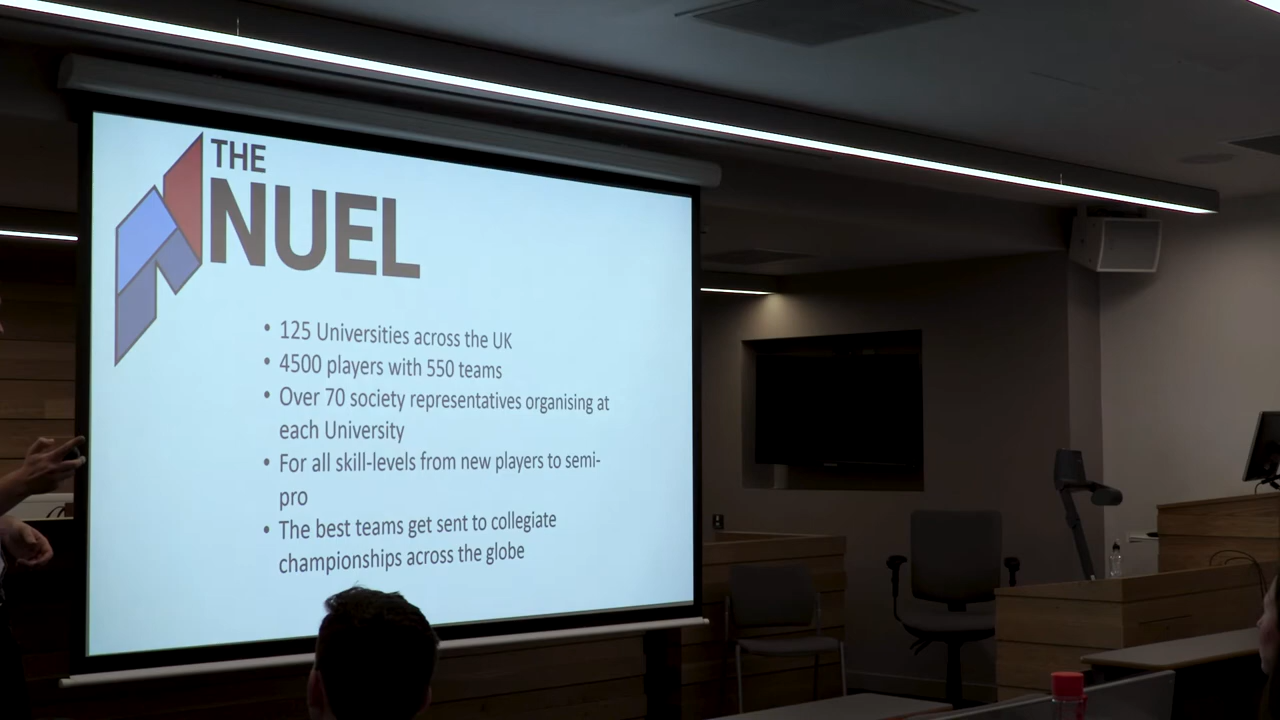 THE
NUEL
• 125 Universities across the UK
• 4500 players with 550 teams
• Over 70 society representatives organising at
each University
• For all skill-levels from new players to semi-
pro
• The best teams get sent to collegiate
championships across the globe